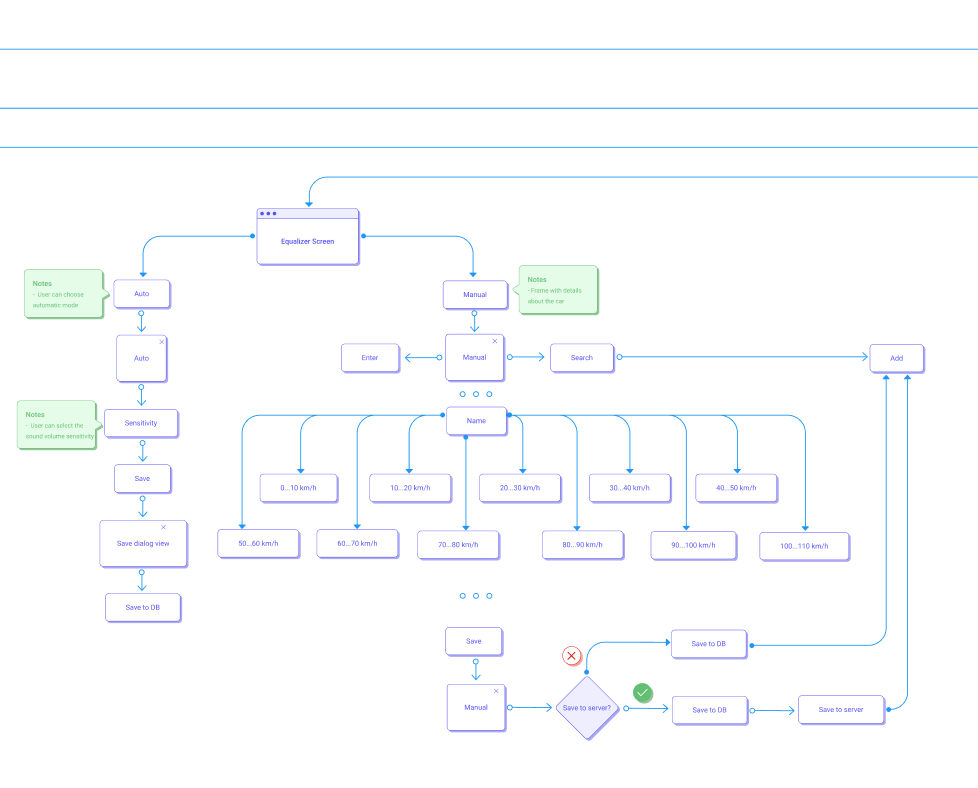 Equalizer Screen
Notes
- User can choose
automatic mode
Auto
Manual
Notes
- Frame with details
about the car
Auto
Enter
Manual
Search
Add
Notes
- User can select the
sound volume sensitivity
Sensitivity
Name
Save
0...10 km/h
10...20 km/h
20...30 km/h
30...40 km/h
40...50 km/h
Save dialog view
50...60 km/h
60...70 km/h
70...80 km/h
80...90 km/h
90...100 km/h
100...110 km/h
Save to DB
Save
Save to DB
Manual
Save to server?
Save to DB
Save to server